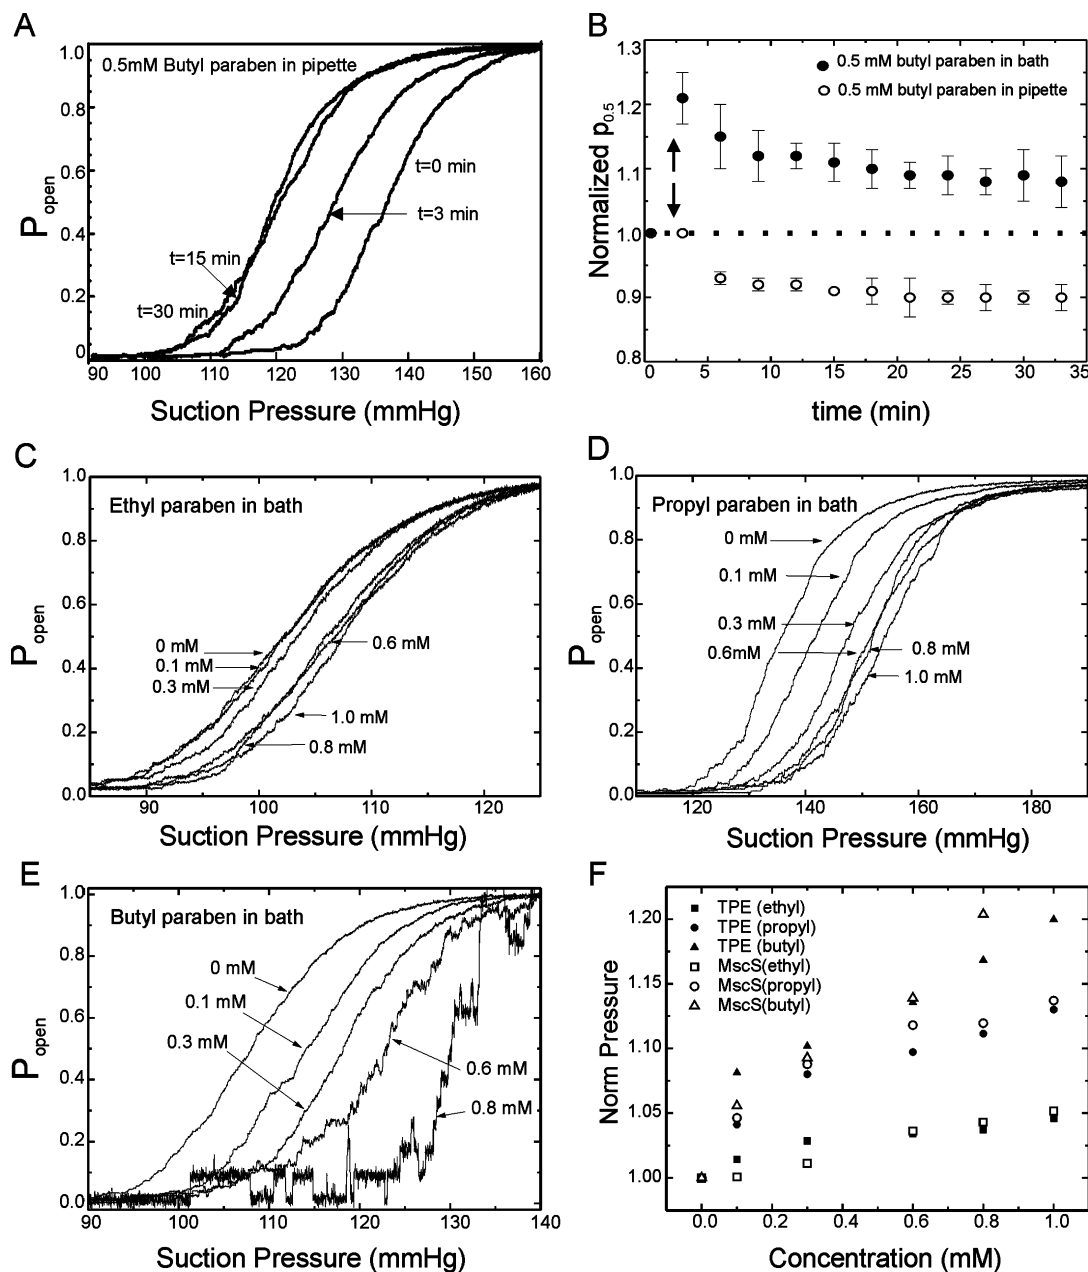 A
0.5mM Butyl paraben in pipette
t=0 min
t=3 min
t=15 min
t=30 min
1.0
0.8
0.6
0.4
0.2
0
90 100 110 120 130 140 150 160
P open
Suction Pressure (mmHg)
B
0.5 mM butyl paraben in bath
0.5 mM butyl paraben in pipette
1.3
1.2
1.1
1.0
0.9
0.8
0 5 10 15 20 25 30 35
Normalized p0.5
time (min)
C
Ethyl paraben in bath
0 mM
0.1 mM
0.3 mM
0.6 mM
1.0 mM
0.8 mM
1.0
0.8
0.6
0.4
0.2
0.0
90 100 110 120
P open
Suction Pressure (mmHg)
D
Propyl paraben in bath
0 mM
0.1 mM
0.3 mM
0.6mM
0.8 mM
1.0 mM
1.0
0.8
0.6
0.4
0.2
0.0
120 140 160 180
P open
Suction Pressure (mmHg)
E
Butyl paraben in bath
0 mM
0.1 mM
0.3 mM
0.6 mM
0.8 mM
1.0
0.8
0.6
0.4
0.2
0.0
90 100 110 120 130 140
P open
Suction Pressure (mmHg)
F
TPE (ethyl)
TPE (propyl)
TPE (butyl)
MscS(ethyl)
MscS(propyl)
MscS(butyl)
1.20
1.15
1.10
1.05
1.00
0.0 0.2 0.4 0.6 0.8 1.0
Norm Pressure
Concentration (mM)